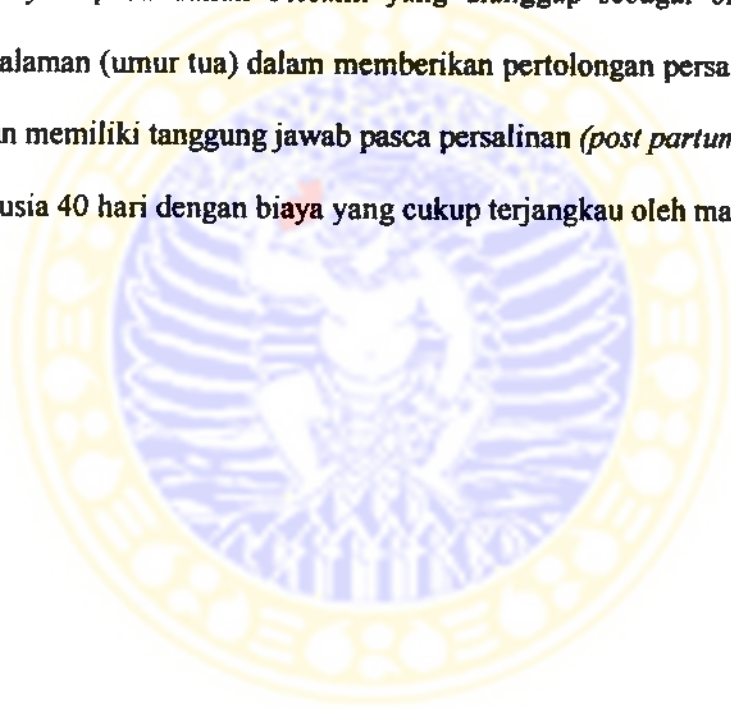 alaman (umur tua) dalam memberikan pertolongan persa
n memiliki tanggung jawab pasca persalinan (post partum
usia 40 hari dengan biaya yang cukup terjangkau oleh ma